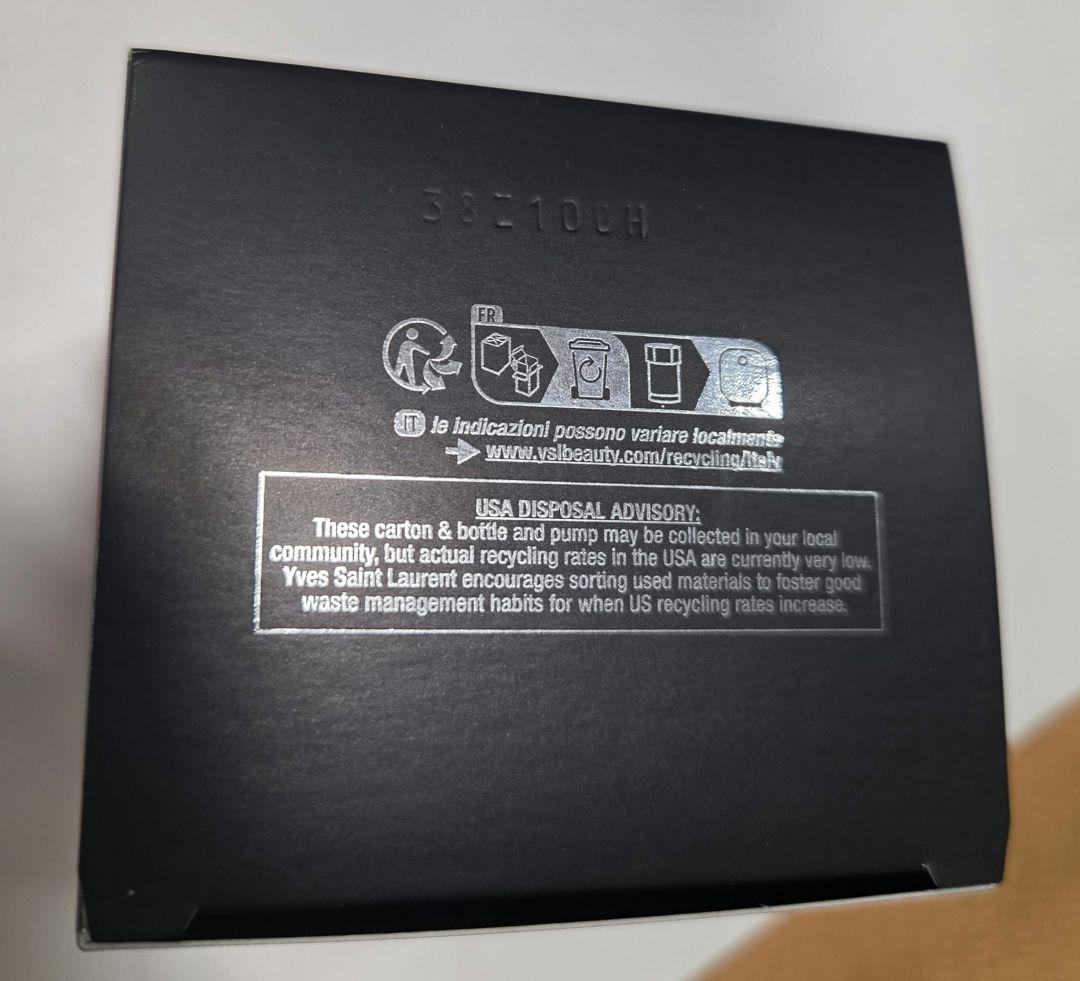 38Z100H
FR
IT le indicazioni possono variare localmente
www.yslbeauty.com/recycling/Italy
USA DISPOSAL ADVISORY:
These carton & bottle and pump may be collected in your local
community, but actual recycling rates in the USA are currently very low.
Yves Saint Laurent encourages sorting used materials to foster good
waste management habits for when US recycling rates increase.